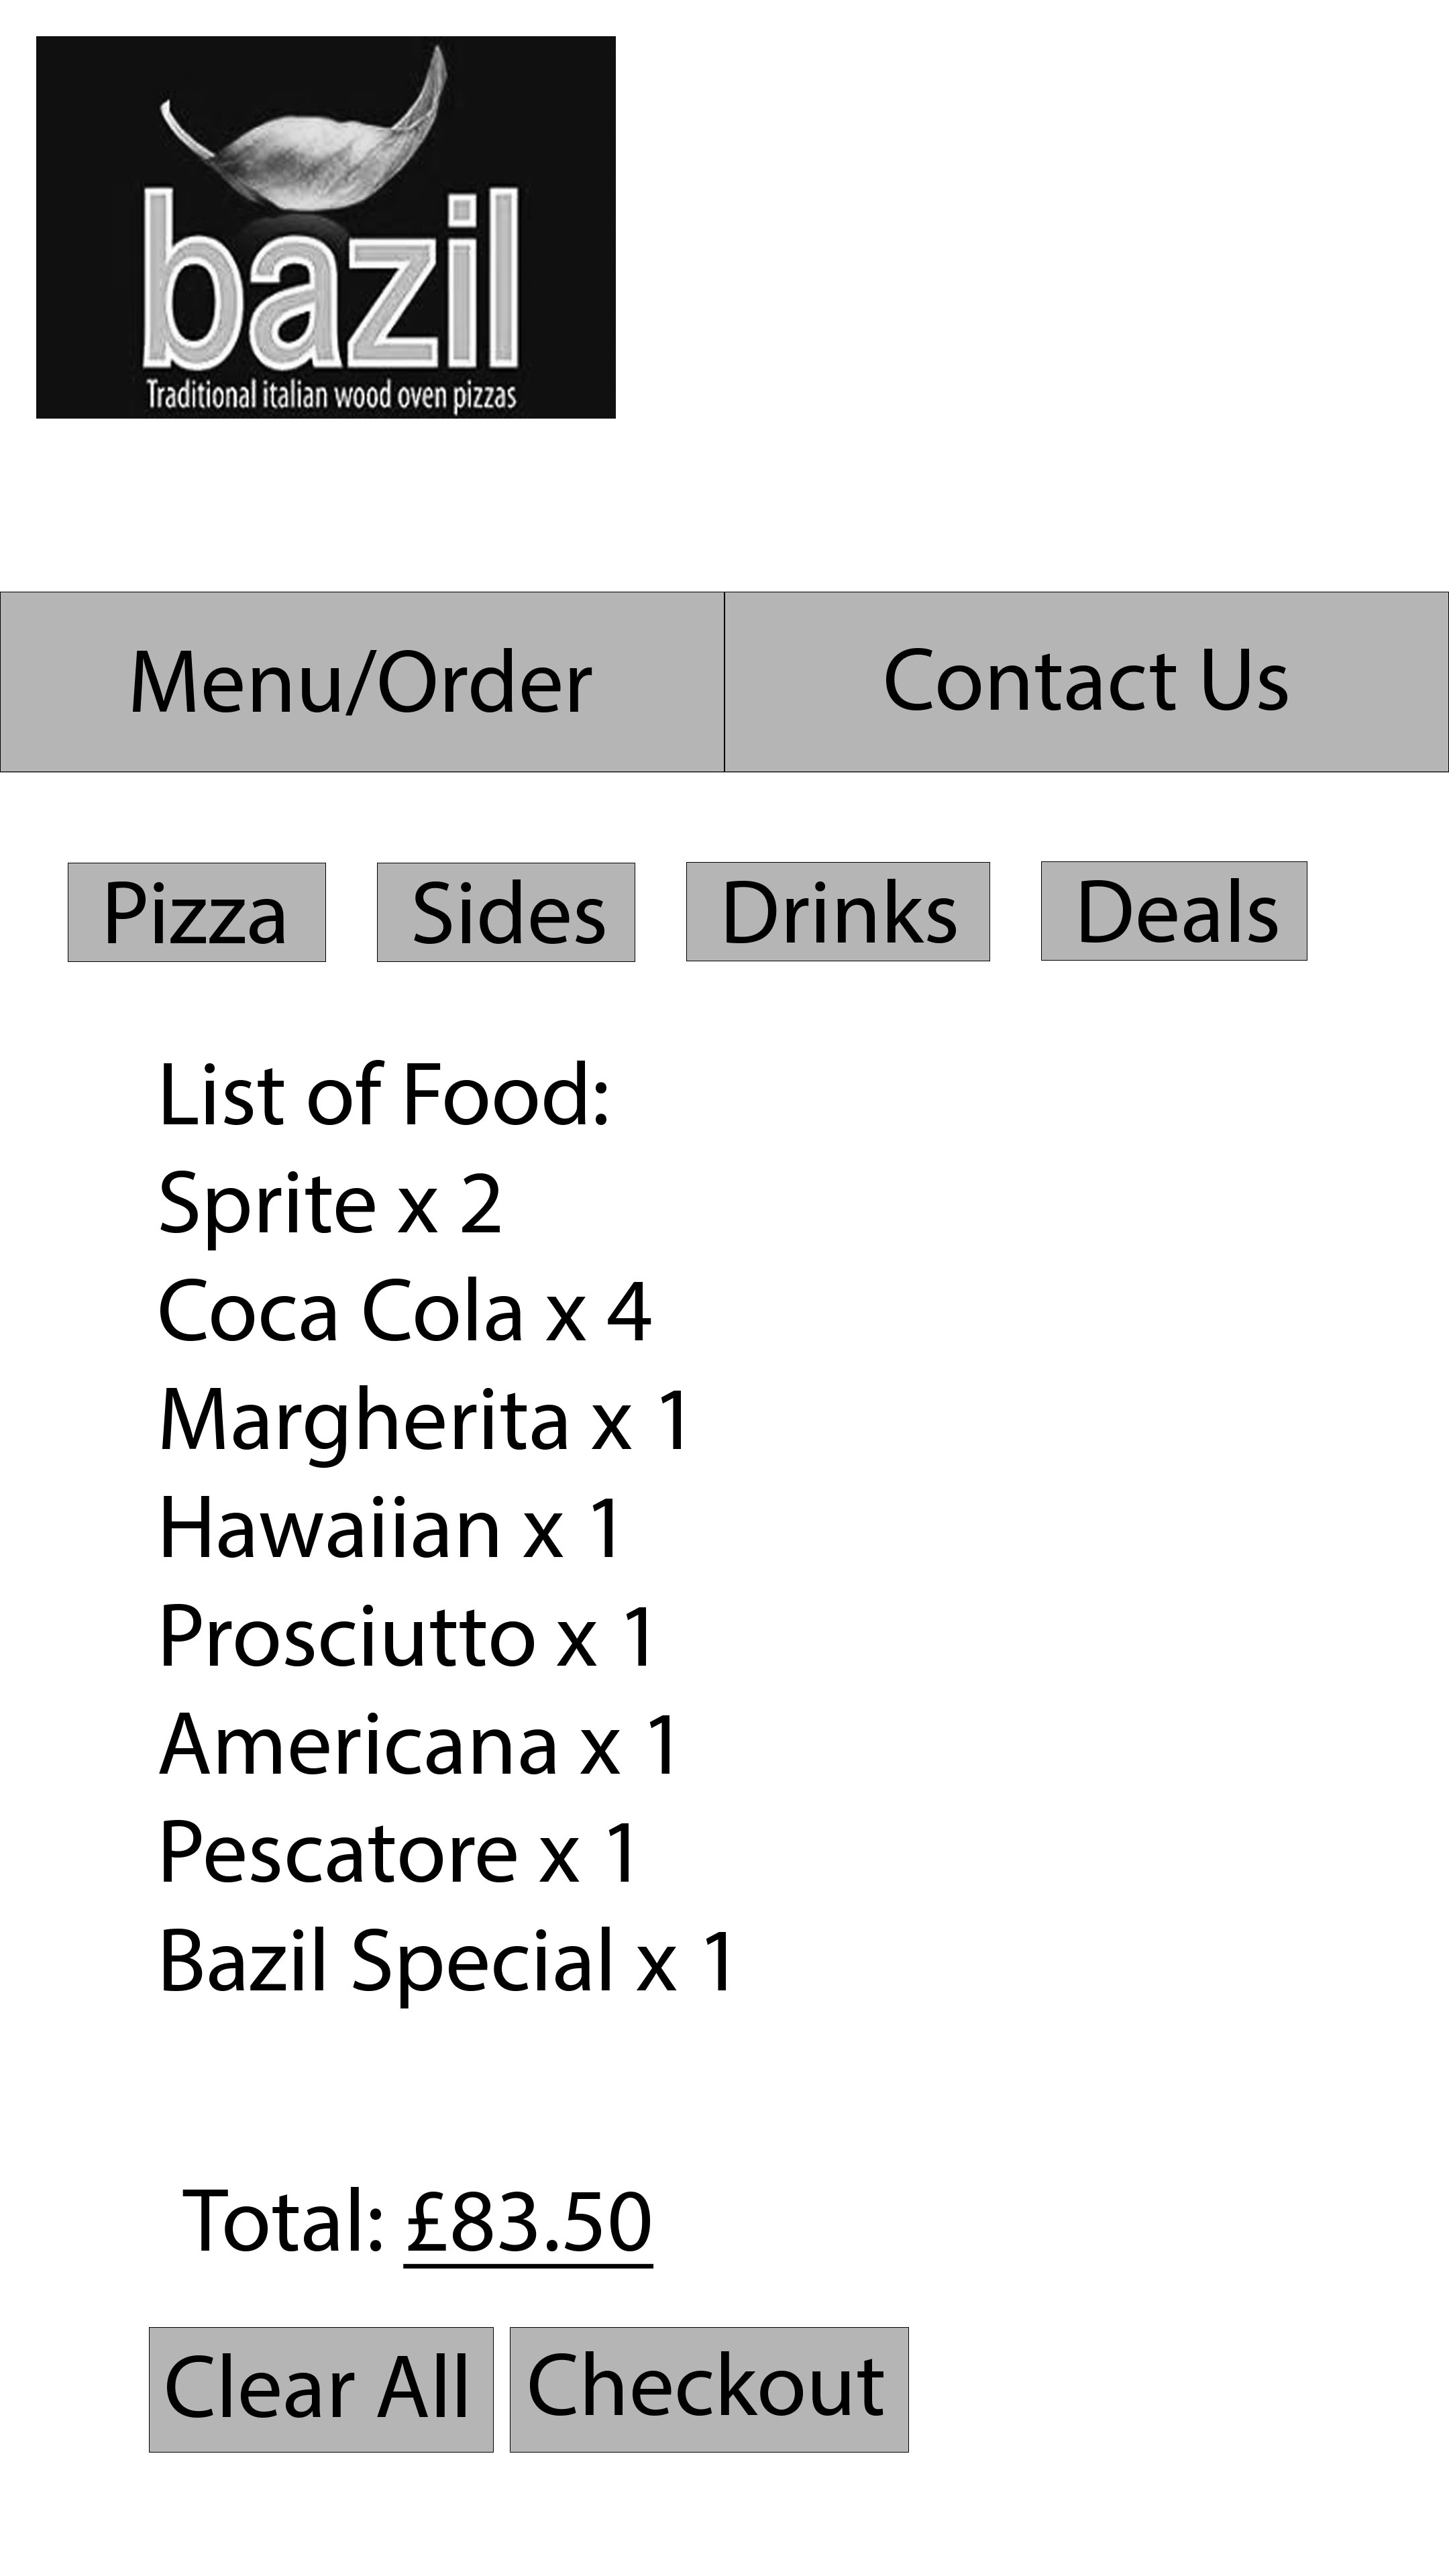 bazil
Traditional italian wood oven pizzas
Menu/Order Contact Us
Pizza Sides Drinks Deals
List of Food:
Sprite x 2
Coca Cola x 4
Margherita x 1
Hawaiian x 1
Prosciutto x 1
Americana x 1
Pescatore x 1
Bazil Special x 1
Total: £83.50
Clear All Checkout